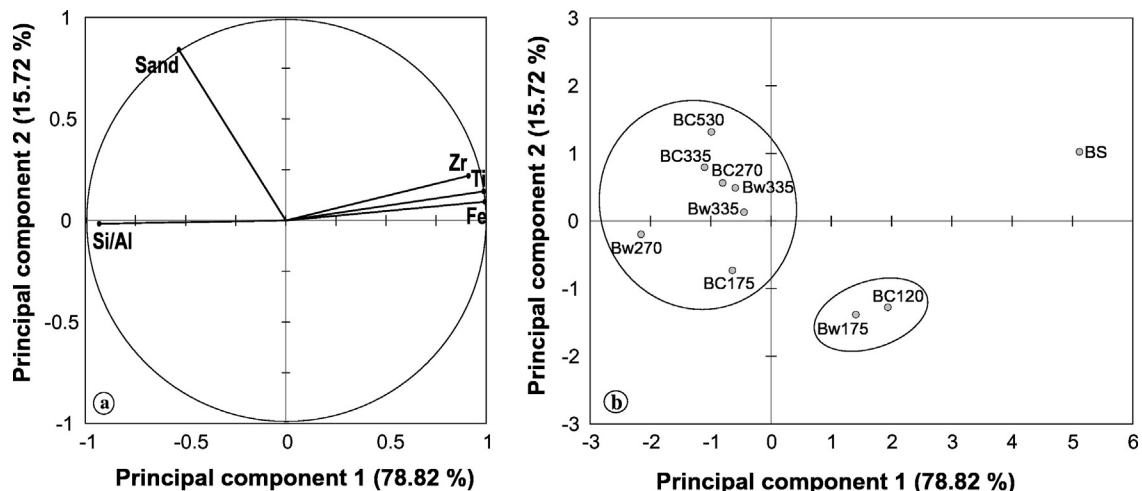 1
Sand
0.5
Zr
Ti
0
Si/Al
Fe
-0.5
a
-1
-1
-0.5
0
0.5
1
Principal component 2 (15.72 %)
Principal component 1 (78.82 %)
3
2
BC530
BS
1
BC335
BC270
Bw335
0
Bw335
Bw270
BC175
-1
BC120
Bw175
-2
b
-3
-3
-2
-1
0
1
2
3
4
5
6
Principal component 2 (15.72 %)
Principal component 1 (78.82 %)